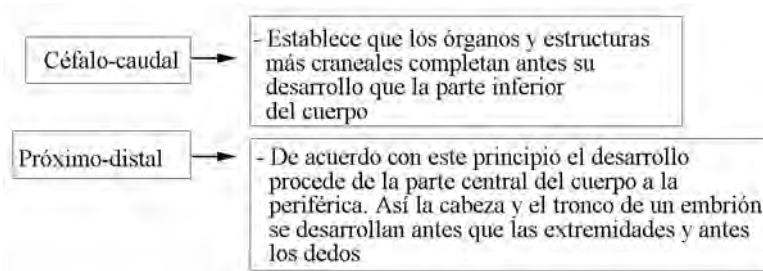 Céfalo-caudal
- Establece que los órganos y estructuras
más craneales completan antes su
desarrollo que la parte inferior
del cuerpo
Próximo-distal
- De acuerdo con este principio el desarrollo
procede de la parte central del cuerpo a la
periférica. Así la cabeza y el tronco de un embrión
se desarrollan antes que las extremidades y antes
los dedos